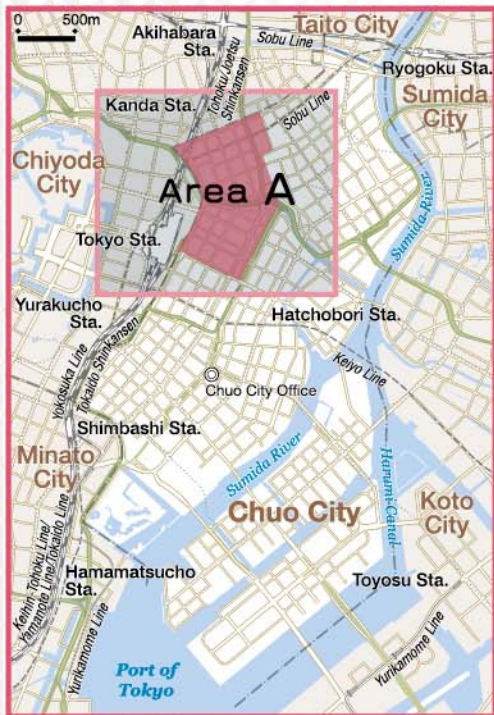 0 500m
Taito City
Akihabara
Sta.
Sobu Line
Tohoku/Joetsu
Shinkansen
Ryogoku Sta.
Kanda Sta.
Sobu Line
Sumida
City
Chiyoda
City
Area A
Sumida River
Tokyo Sta.
Yurakucho
Sta.
Hatchobori Sta.
Yokosuka Line
Tokaido Shinkansen
Keiyo Line
Chuo City Office
Shimbashi Sta.
Minato
City
Sumida River
Harumi Canal
Chuo City
Koto
City
Keihin-Tohoku Line/
Yamanote Line/Tokaido Line
Hamamatsucho
Sta.
Toyosu Sta.
Yurikamome Line
Port of
Tokyo
Yurikamome Line